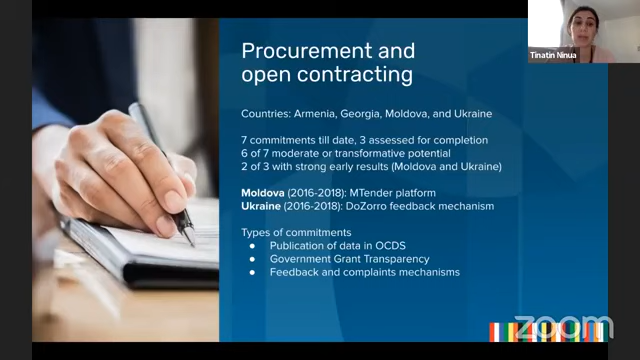 Procurement and
open contracting
Countries: Armenia, Georgia, Moldova, and Ukraine
7 commitments till date, 3 assessed for completion
6 of 7 moderate or transformative potential
2 of 3 with strong early results (Moldova and Ukraine)
Moldova (2016-2018): MTender platform
Ukraine (2016-2018): DoZorro feedback mechanism
Types of commitments
● Publication of data in OCDS
● Government Grant Transparency
● Feedback and complaints mechanisms
Tinatin Ninua
zoom